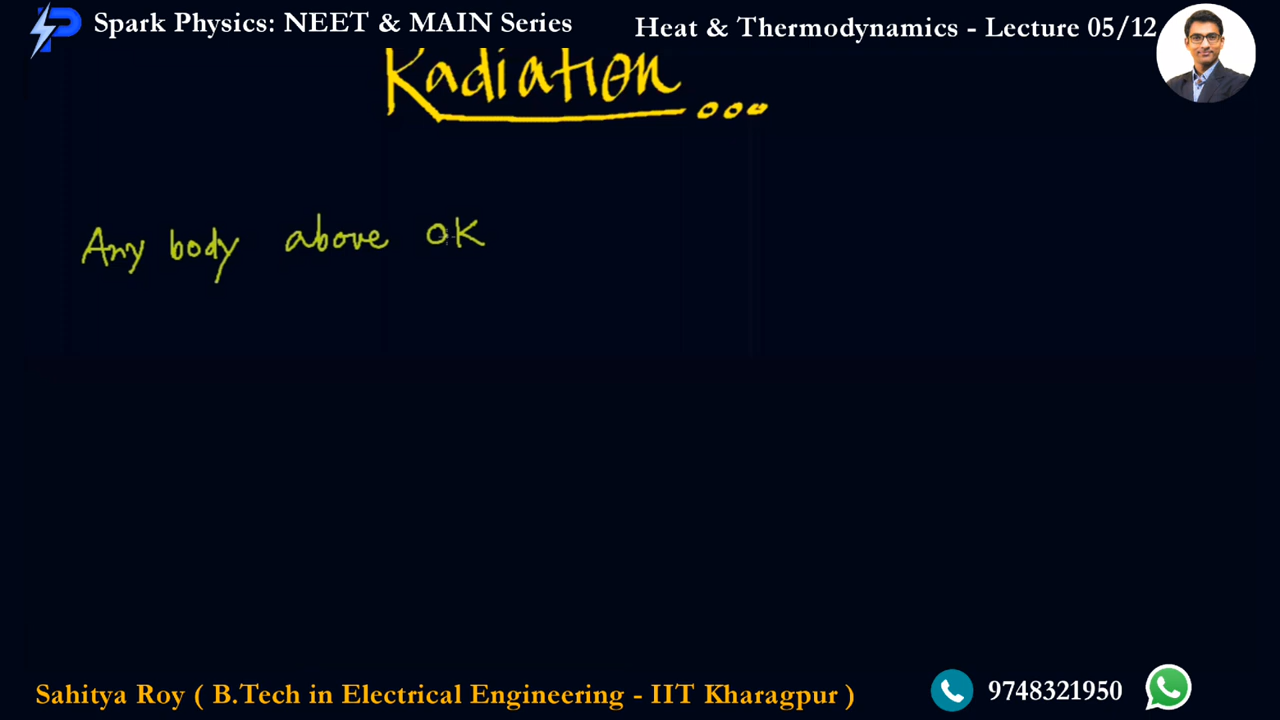 Spark Physics: NEET & MAIN Series
Heat & Thermodynamics - Lecture 05/12
Radiation...
Any body above 0K
Sahitya Roy ( B.Tech in Electrical Engineering - IIT Kharagpur )
9748321950